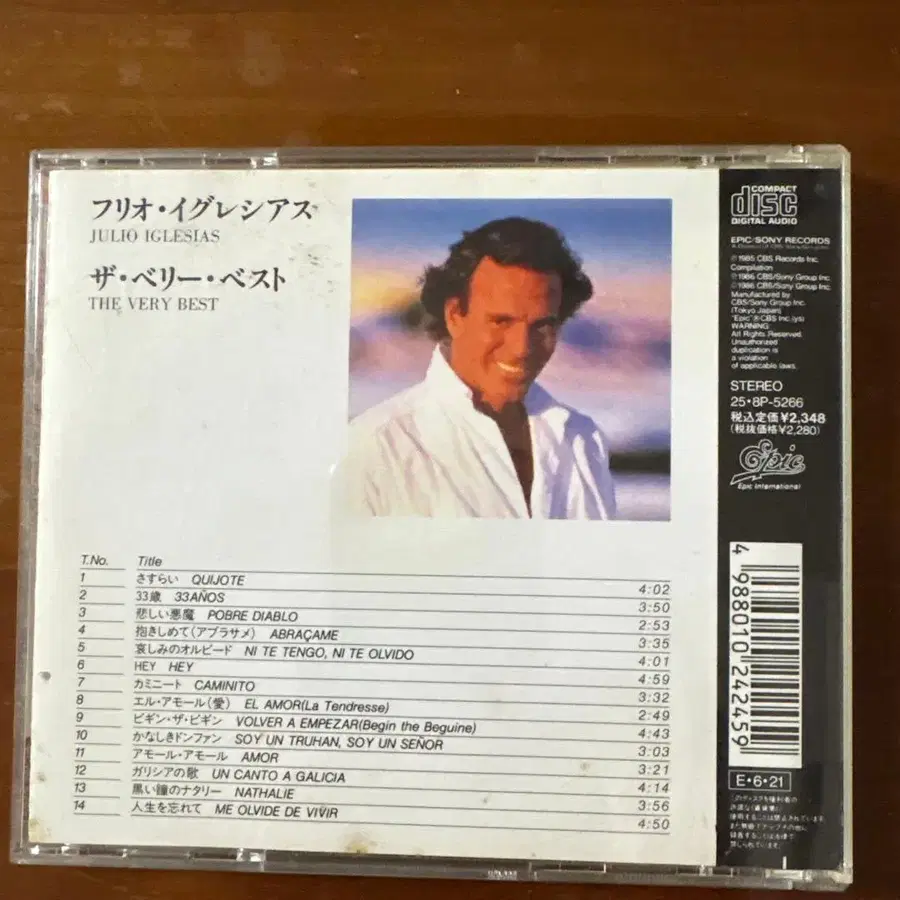 フリオ・イグレシアス
JULIO IGLESIAS
ザ・ベリー・ベスト
THE VERY BEST
T.No. Title
1 さすらい QUIJOTE 4:02
2 33歳 33AÑOS 3:50
3 悲しい悪魔 POBRE DIABLO 2:53
4 抱きしめて(アブラサメ) ABRAÇAME 3:35
5 哀しみのオルビード NI TE TENGO, NI TE OLVIDO 4:01
6 HEY HEY 4:59
7 カミニート CAMINITO 3:32
8 エル・アモール(愛) EL AMOR(La Tendresse) 2:49
9 ビギン・ザ・ビギン VOLVER A EMPEZAR(Begin the Beguine) 4:43
10 かなしきドンファン SOY UN TRUHAN, SOY UN SEÑOR 3:03
11 アモール・アモール AMOR 3:21
12 ガリシアの歌 UN CANTO A GALICIA 4:14
13 黒い瞳のナタリー NATHALIE 3:56
14 人生を忘れて ME OLVIDE DE VIVIR 4:50
COMPACT
disc
DIGITAL AUDIO
EPIC/SONY RECORDS
℗1985 CBS Records Inc.
Compilation
℗1986 CBS/Sony Group Inc.
©1986 CBS/Sony Group Inc.
Manufactured by
CBS/Sony Group Inc.
(Tokyo Japan)
"Epic"®CBS Inc.(ys)
WARNING
All Rights Reserved.
Unauthorized
duplication is
a violation
of applicable laws.
STEREO
25・8P-5266
税込定価¥2,348
(税抜価格¥2,280)
Epic
Epic International
4 988010 242459
E・6・21